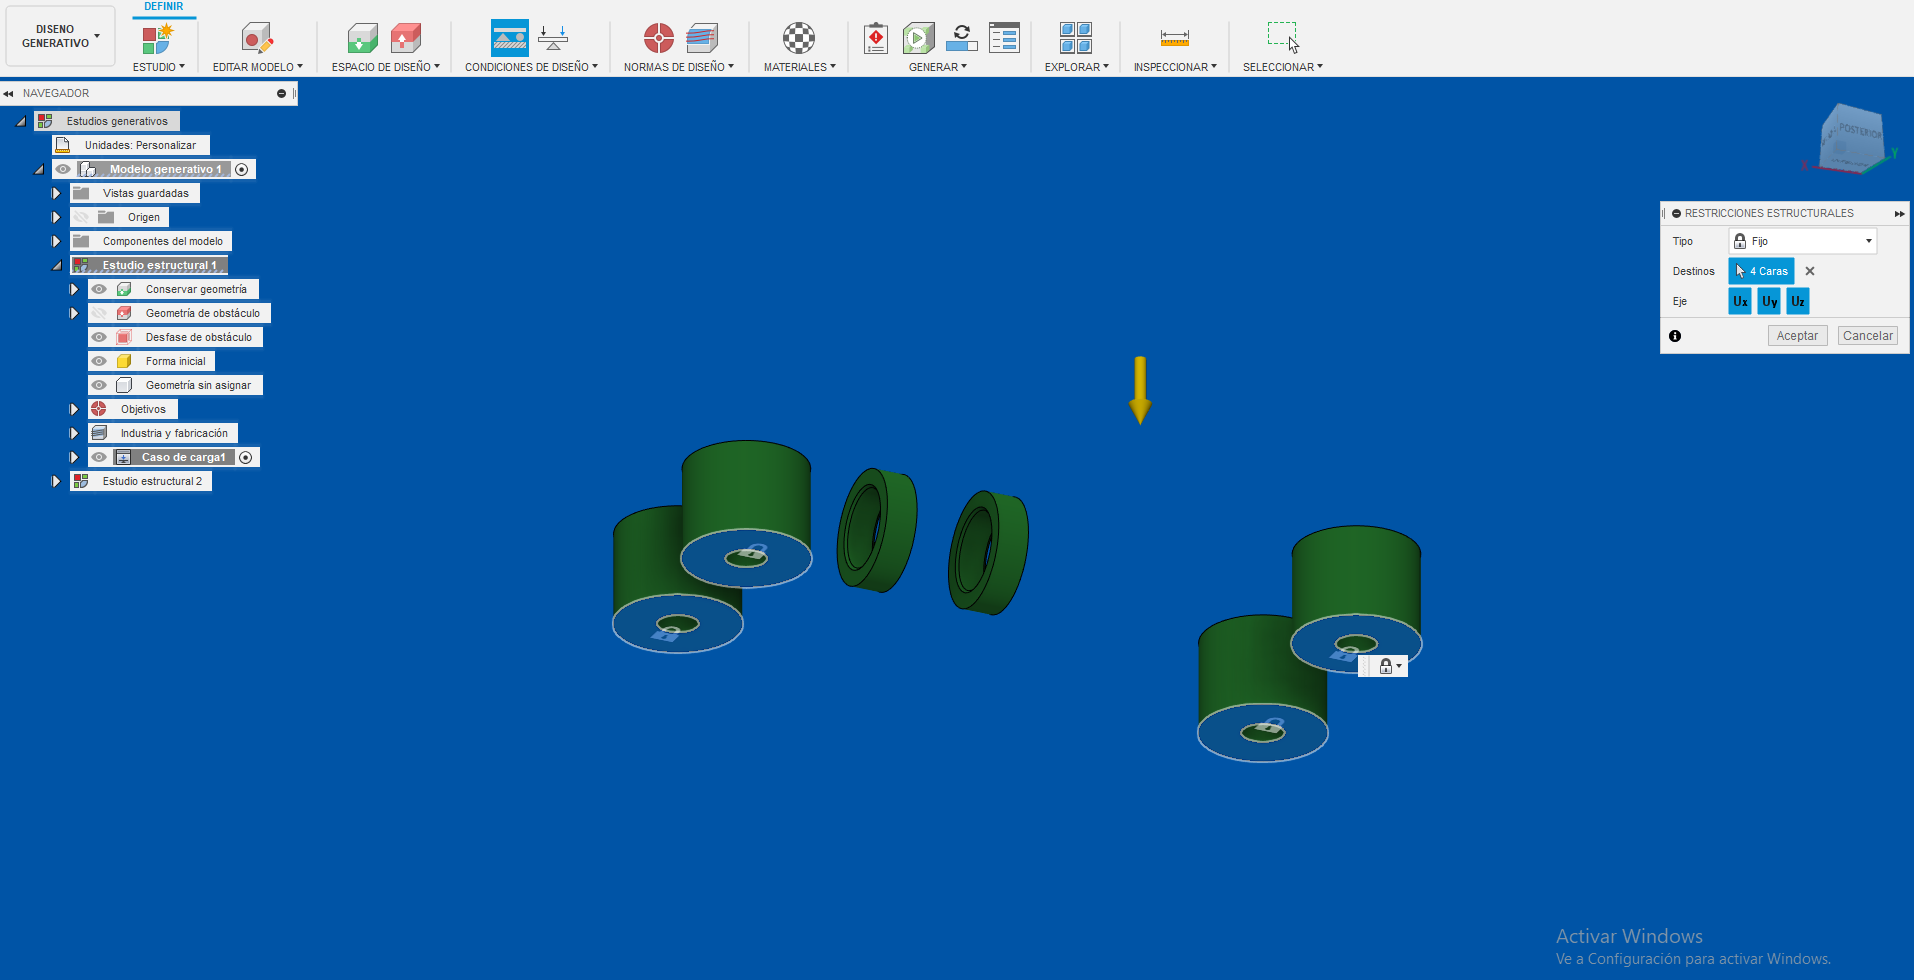 DEFINIR
DISEÑO
GENERATIVO
ESTUDIO
EDITAR MODELO
ESPACIO DE DISEÑO
CONDICIONES DE DISEÑO
NORMAS DE DISEÑO
MATERIALES
GENERAR
EXPLORAR
INSPECCIONAR
SELECCIONAR
NAVEGADOR
Estudios generativos
Unidades: Personalizar
Modelo generativo 1
Vistas guardadas
Origen
Componentes del modelo
Estudio estructural 1
Conservar geometría
Geometría de obstáculo
Desfase de obstáculo
Forma inicial
Geometría sin asignar
Objetivos
Industria y fabricación
Caso de carga1
Estudio estructural 2
POSTERIOR
X
Y
RESTRICCIONES ESTRUCTURALES
Tipo
Fijo
Destinos
4 Caras
Eje
Ux Uy Uz
Aceptar
Cancelar
Activar Windows
Ve a Configuración para activar Windows.